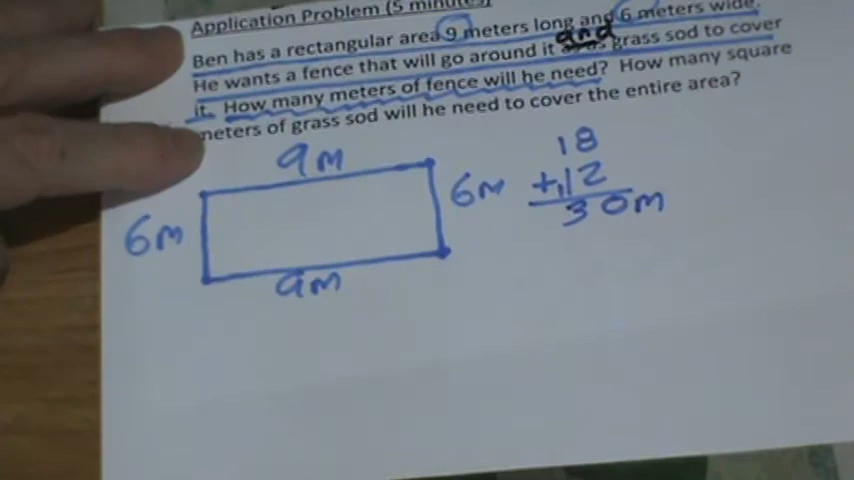 Application Problem (5 minutes)
Ben has a rectangular area 9 meters long and 6 meters wide.
He wants a fence that will go around it and grass sod to cover
it. How many meters of fence will he need? How many square
meters of grass sod will he need to cover the entire area?
9m
6m
6m
9m
18
+12
30m